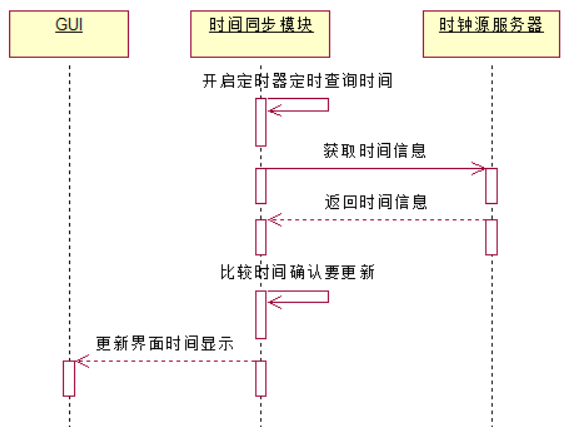 GUI
时间同步模块
时钟源服务器
开启定时器定时查询时间
获取时间信息
返回时间信息
比较时间确认要更新
更新界面时间显示